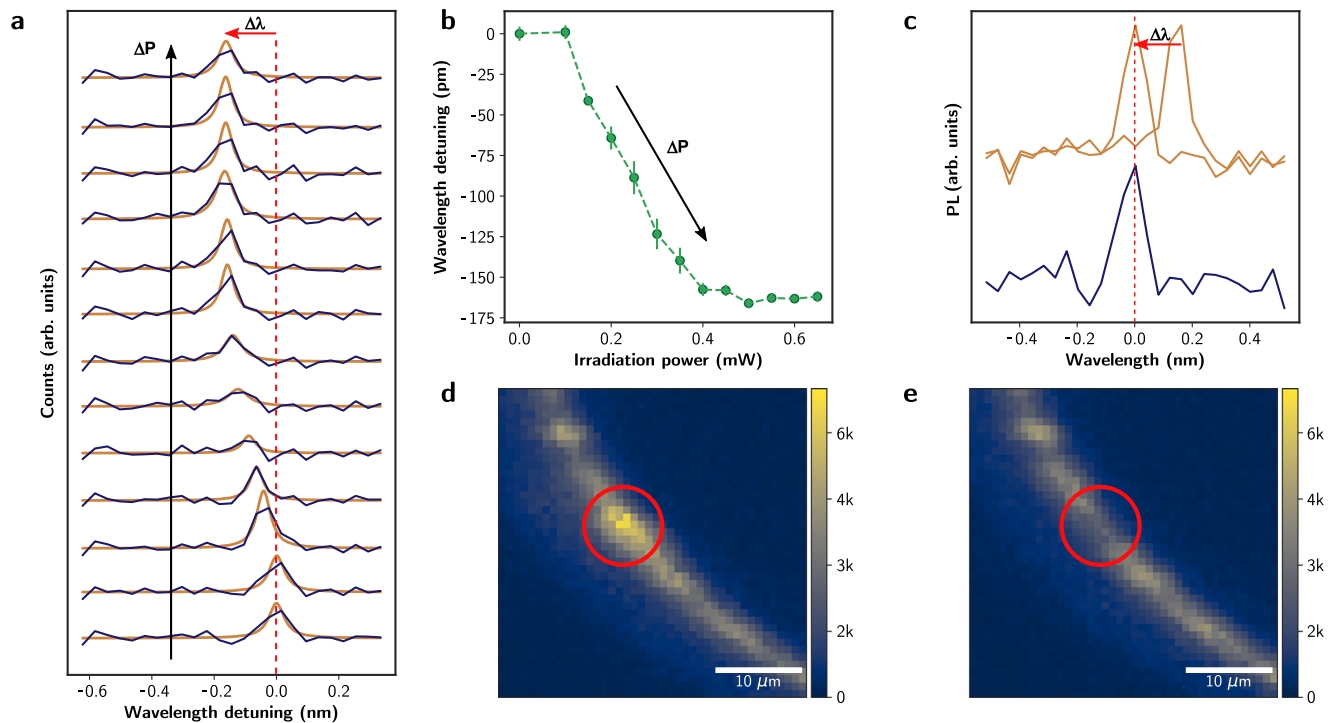 a
Δλ
ΔP
Counts (arb. units)
-0.6 -0.4 -0.2 0.0 0.2
Wavelength detuning (nm)
b
0
-25
-50
-75
-100
-125
-150
-175
Wavelength detuning (pm)
ΔP
0.0 0.2 0.4 0.6
Irradiation power (mW)
c
Δλ
PL (arb. units)
-0.4 -0.2 0.0 0.2 0.4
Wavelength (nm)
d
10 μm
6k
4k
3k
2k
0
e
10 μm
6k
4k
3k
2k
0